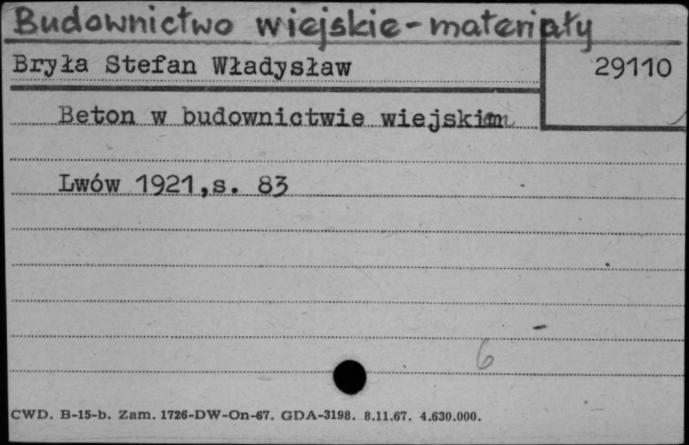 Budownictwo wiejskie - materiały
Bryła Stefan Władysław
29110
Beton w budownictwie wiejskim
Lwów 1921,s. 83
6
CWD. B-15-b. Zam. 1726-DW-On-67. GDA-3198. 8.11.67. 4.630.000.